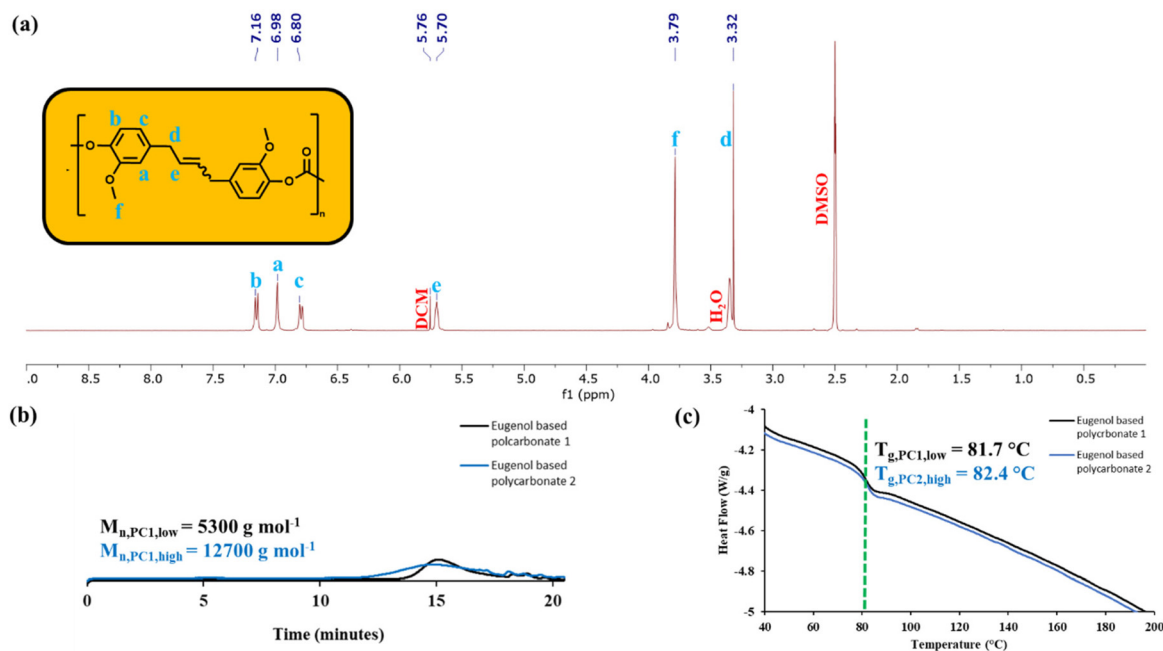 (a)
7.16
6.98
6.80
5.76
5.70
3.79
3.32
b
c
d
O
O
O
O
O
a
e
n
f
b
a
c
DCM
e
f
d
H2O
DMSO
.0 8.5 8.0 7.5 7.0 6.5 6.0 5.5 5.0 4.5 4.0 3.5 3.0 2.5 2.0 1.5 1.0 0.5
f1 (ppm)
(b)
Eugenol based
polcarbonate 1
Eugenol based
polycarbonate 2
Mn,PC1,low = 5300 g mol-1
Mn,PC1,high = 12700 g mol-1
0 5 10 15 20
Time (minutes)
(c)
Eugenol based
polycrbonate 1
Eugenol based
polycarbonate 2
Tg,PC1,low = 81.7 °C
Tg,PC2,high = 82.4 °C
Heat Flow (W/g)
-4
-4.2
-4.4
-4.6
-4.8
-5
40 60 80 100 120 140 160 180 200
Temperature (°C)